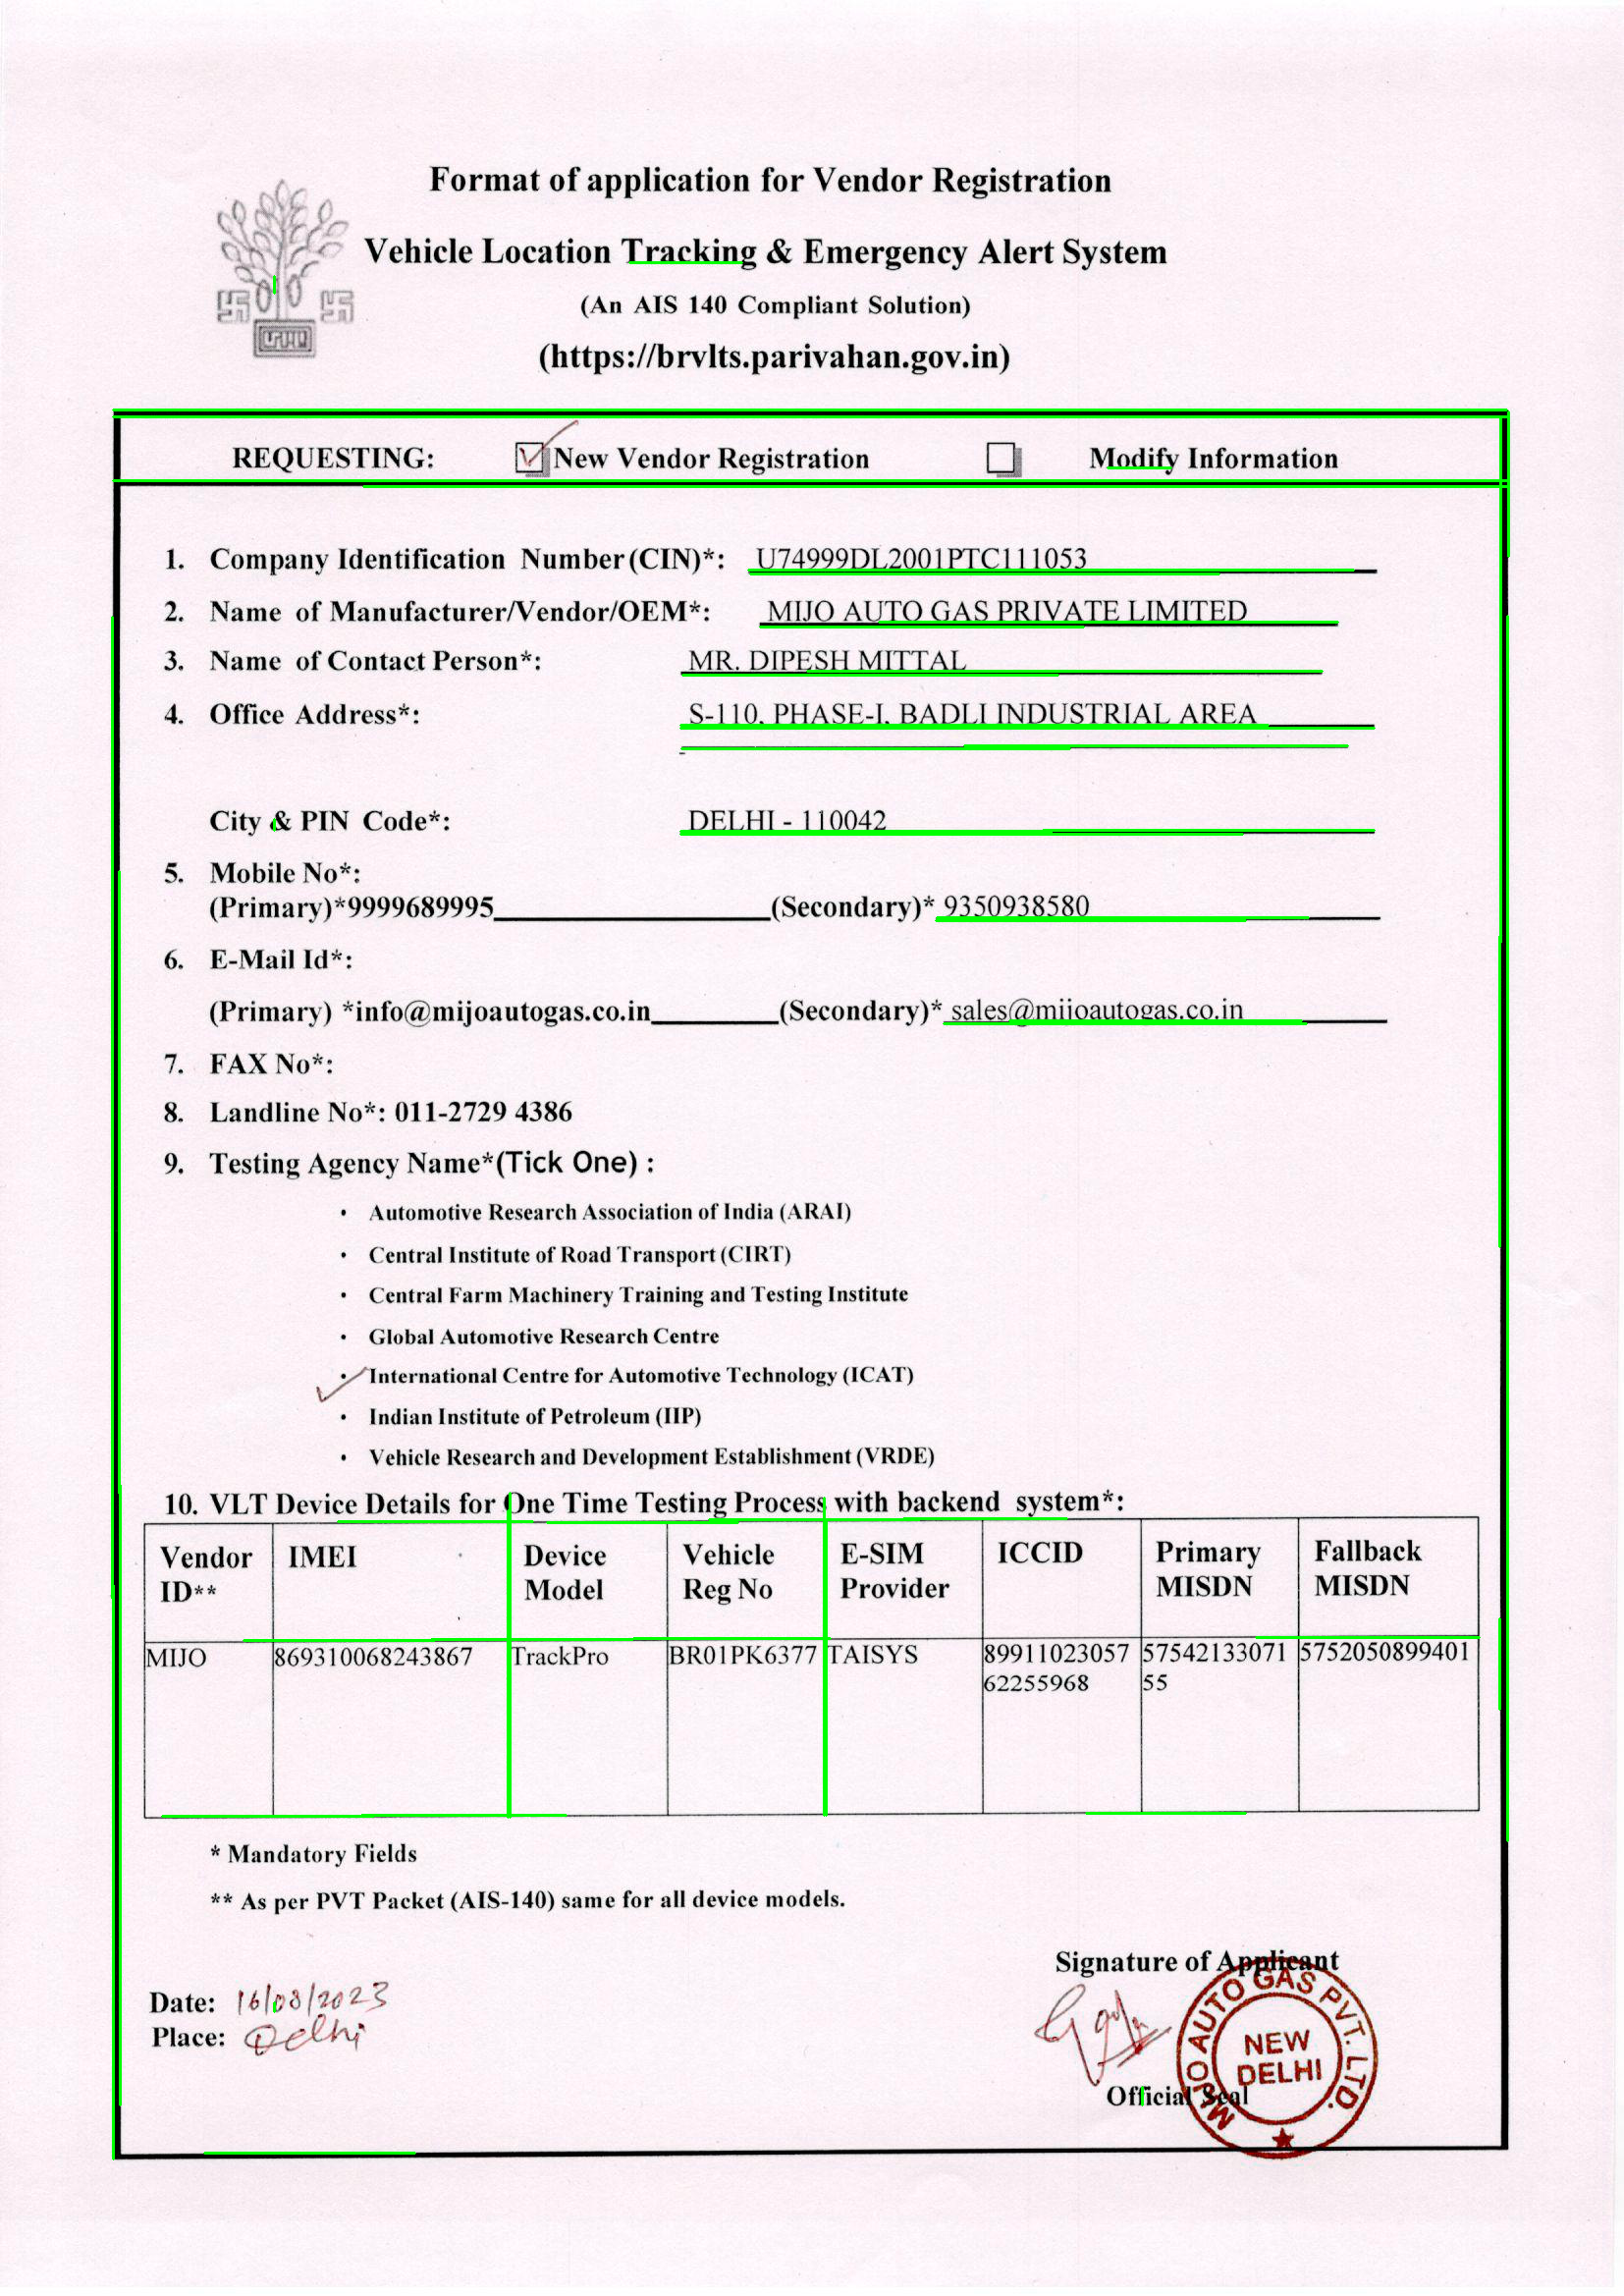 Format of application for Vendor Registration
Vehicle Location Tracking & Emergency Alert System
(An AIS 140 Compliant Solution)
(https://brvlts.parivahan.gov.in)
REQUESTING: New Vendor Registration Modify Information
1. Company Identification Number(CIN)*: U74999DL2001PTC111053
2. Name of Manufacturer/Vendor/OEM*: MIJO AUTO GAS PRIVATE LIMITED
3. Name of Contact Person*: MR. DIPESH MITTAL
4. Office Address*: S-110, PHASE-I, BADLI INDUSTRIAL AREA
City & PIN Code*: DELHI - 110042
5. Mobile No*:
(Primary)*9999689995 (Secondary)* 9350938580
6. E-Mail Id*:
(Primary) *info@mijoautogas.co.in (Secondary)* sales@mijoautogas.co.in
7. FAX No*:
8. Landline No*: 011-2729 4386
9. Testing Agency Name*(Tick One) :
• Automotive Research Association of India (ARAI)
• Central Institute of Road Transport (CIRT)
• Central Farm Machinery Training and Testing Institute
• Global Automotive Research Centre
• International Centre for Automotive Technology (ICAT)
• Indian Institute of Petroleum (IIP)
• Vehicle Research and Development Establishment (VRDE)
10. VLT Device Details for One Time Testing Process with backend system*:
Vendor IMEI Device Vehicle E-SIM ICCID Primary Fallback
ID** Model Reg No Provider MISDN MISDN
MIJO 869310068243867 TrackPro BR01PK6377 TAISYS 89911023057 57542133071 5752050899401
62255968 55
* Mandatory Fields
** As per PVT Packet (AIS-140) same for all device models.
Signature of Applicant
Date: 16/08/2023
Place: Delhi
MIJO AUTO GAS PVT. LTD.
NEW
DELHI
Official Seal